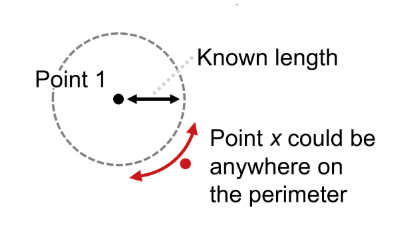 Known length
Point 1
Point x could be
anywhere on
the perimeter